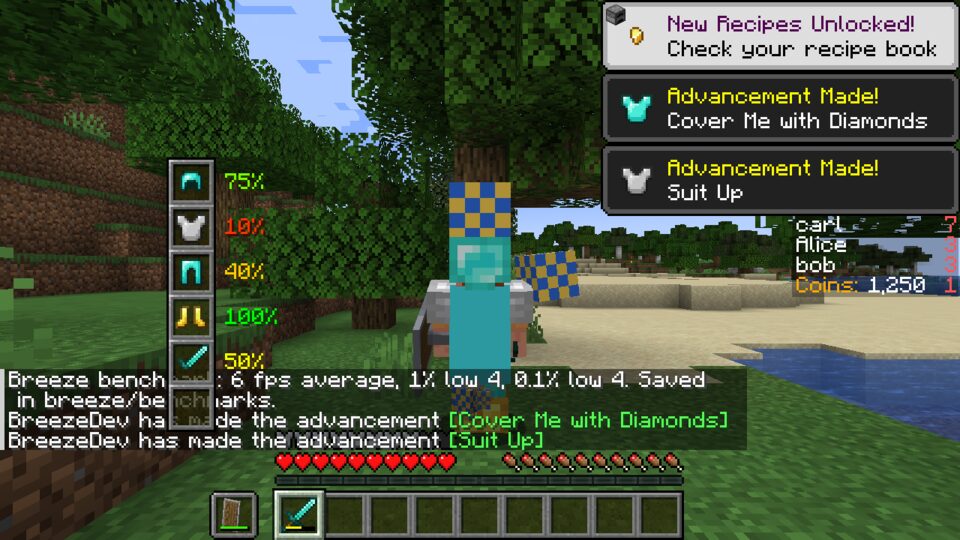 New Recipes Unlocked!
Check your recipe book
Advancement Made!
Cover Me with Diamonds
Advancement Made!
Suit Up
carl 7
Alice 3
bob
Coins: 1,250 1
75%
10%
40%
100%
50%
Breeze : 6 fps average, 1% low 4, 0.1% low 4. Saved
in breeze/benchmarks.
BreezeDev has made the advancement [Cover Me with Diamonds]
BreezeDev has made the advancement [Suit Up]